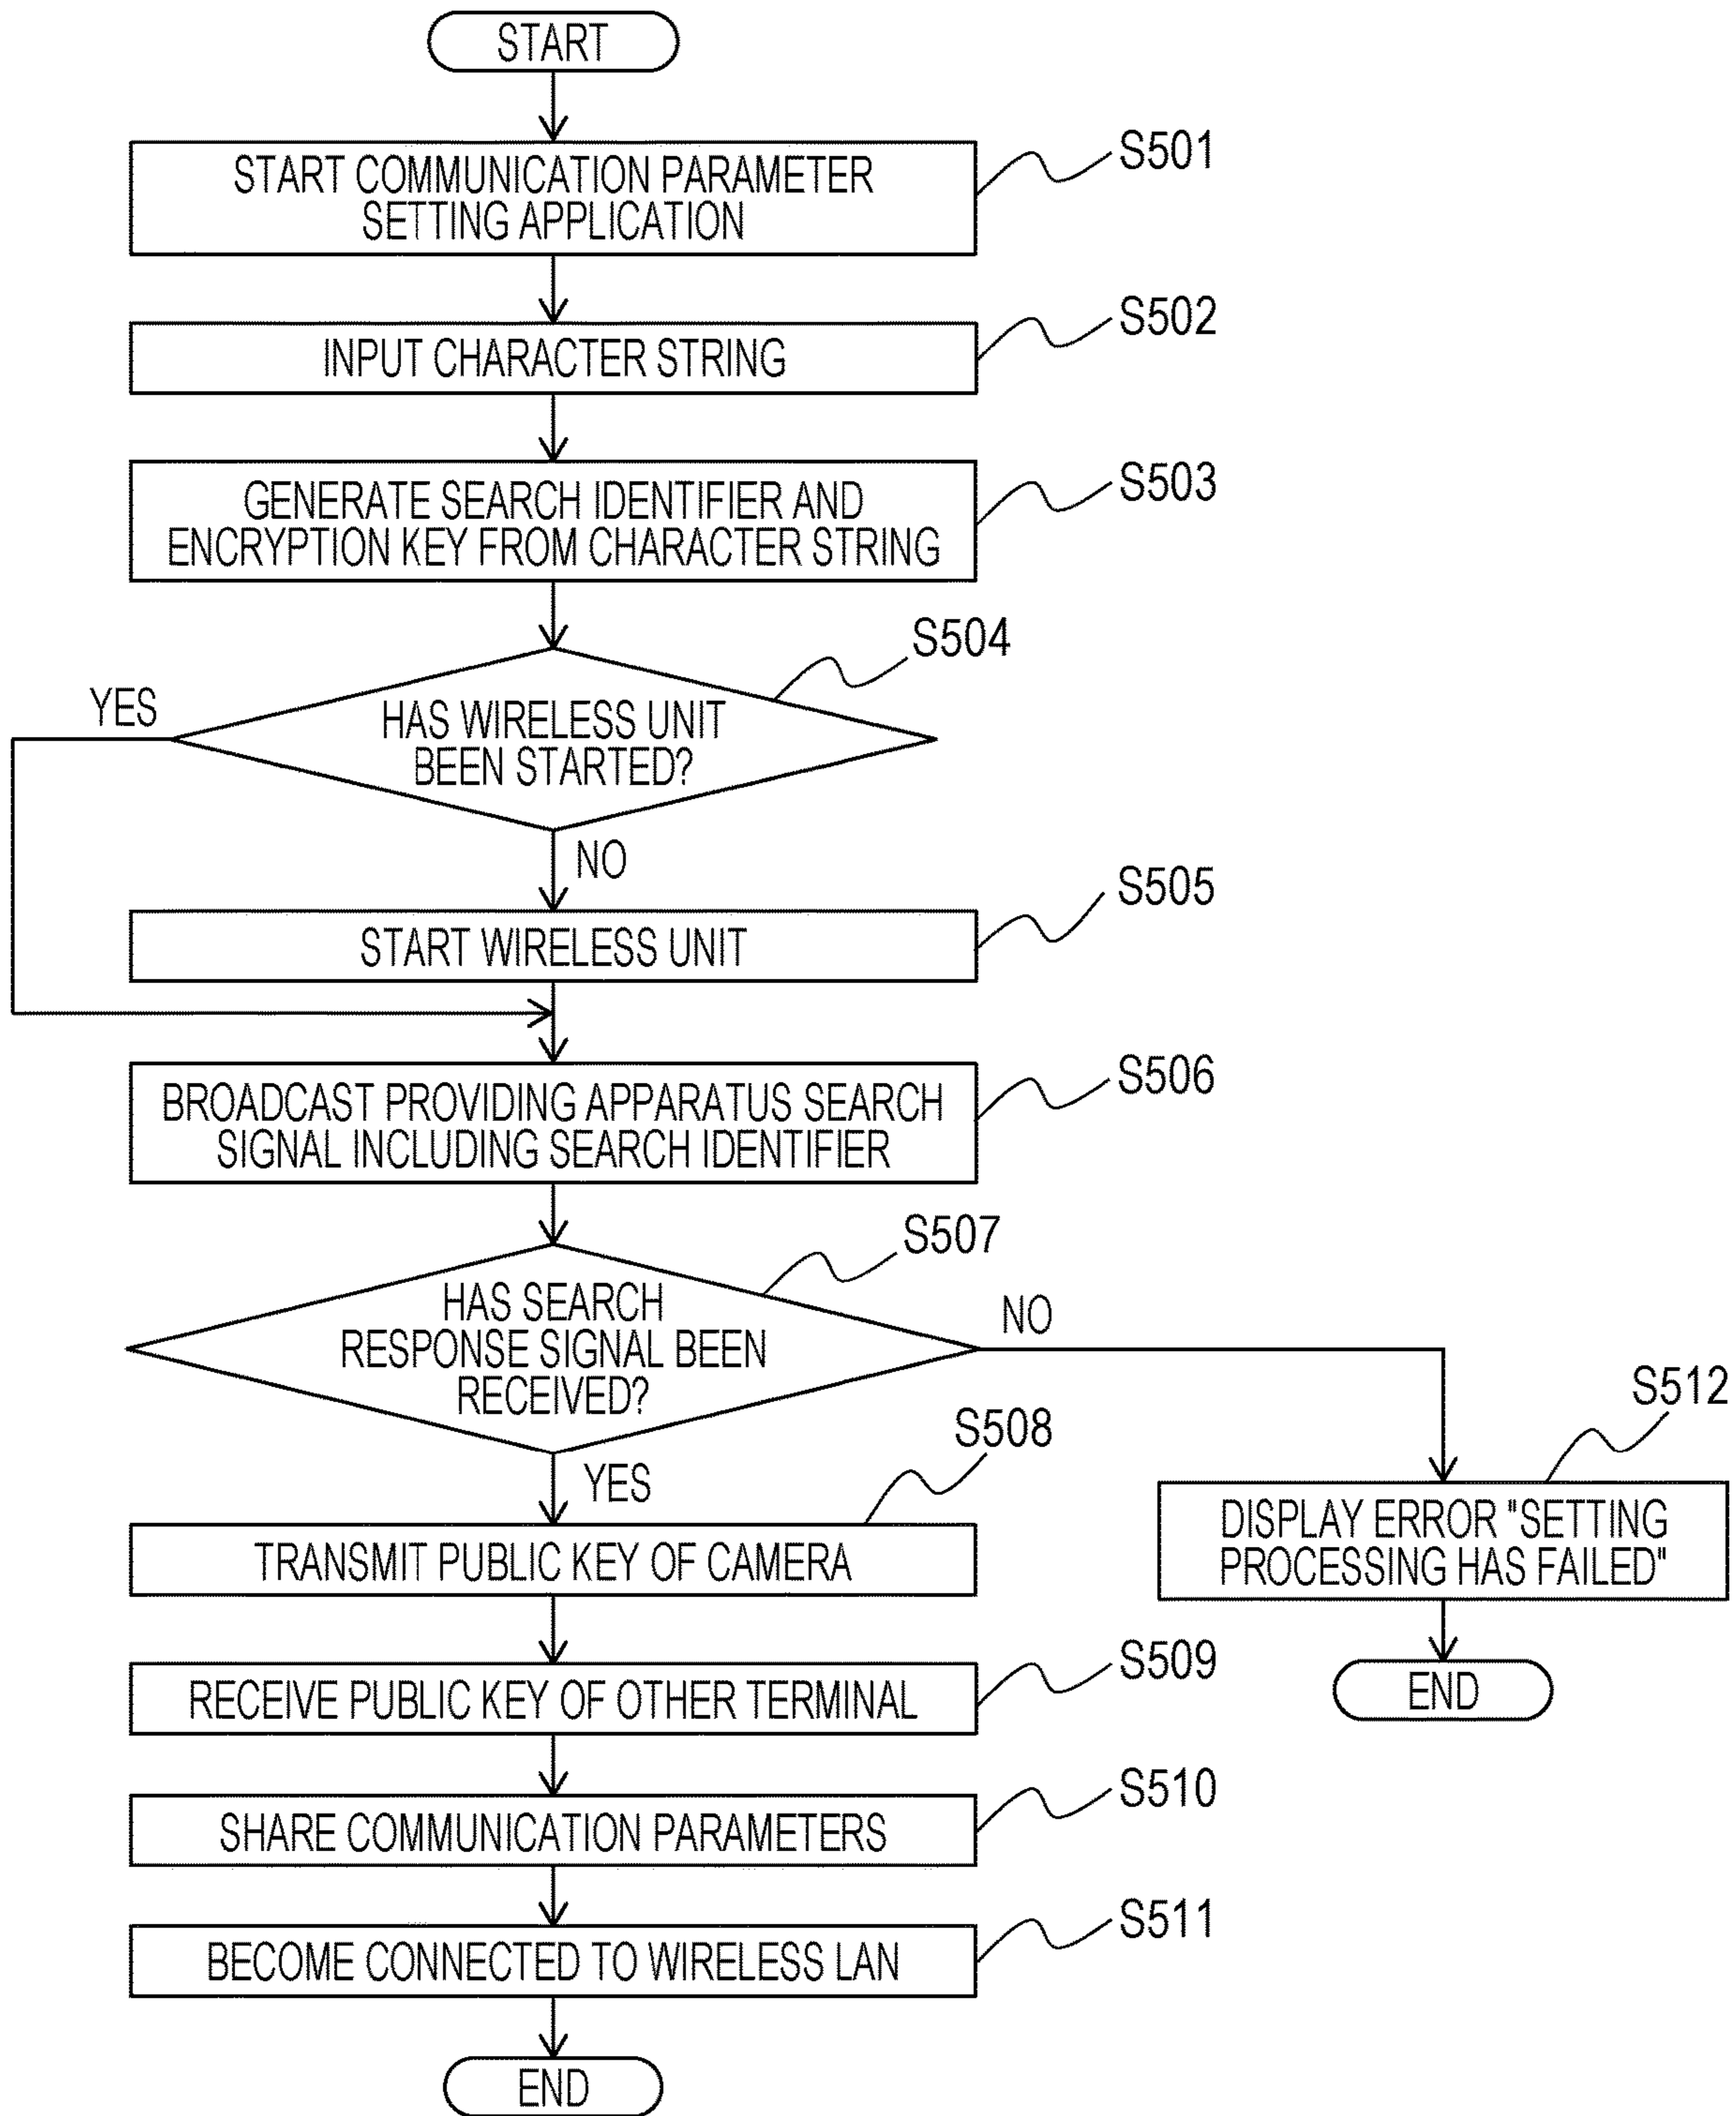 START
START COMMUNICATION PARAMETER
SETTING APPLICATION
S501
INPUT CHARACTER STRING
S502
GENERATE SEARCH IDENTIFIER AND
ENCRYPTION KEY FROM CHARACTER STRING
S503
S504
YES
HAS WIRELESS UNIT
BEEN STARTED?
NO
START WIRELESS UNIT
S505
BROADCAST PROVIDING APPARATUS SEARCH
SIGNAL INCLUDING SEARCH IDENTIFIER
S506
S507
HAS SEARCH
RESPONSE SIGNAL BEEN
RECEIVED?
NO
YES
S508
TRANSMIT PUBLIC KEY OF CAMERA
S512
DISPLAY ERROR "SETTING
PROCESSING HAS FAILED"
END
RECEIVE PUBLIC KEY OF OTHER TERMINAL
S509
SHARE COMMUNICATION PARAMETERS
S510
BECOME CONNECTED TO WIRELESS LAN
S511
END